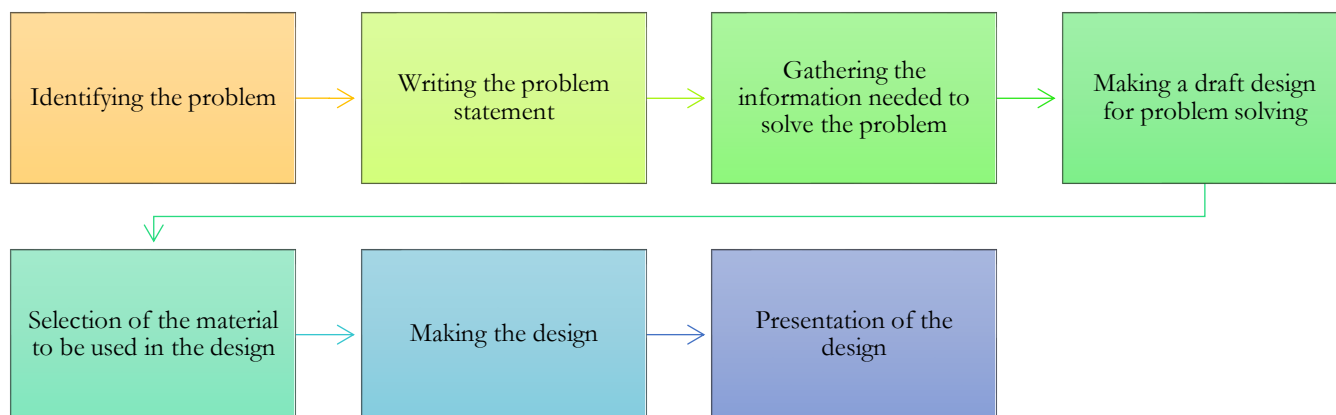 Identifying the problem
Writing the problem
statement
Gathering the
information needed to
solve the problem
Making a draft design
for problem solving
Selection of the material
to be used in the design
Making the design
Presentation of the
design